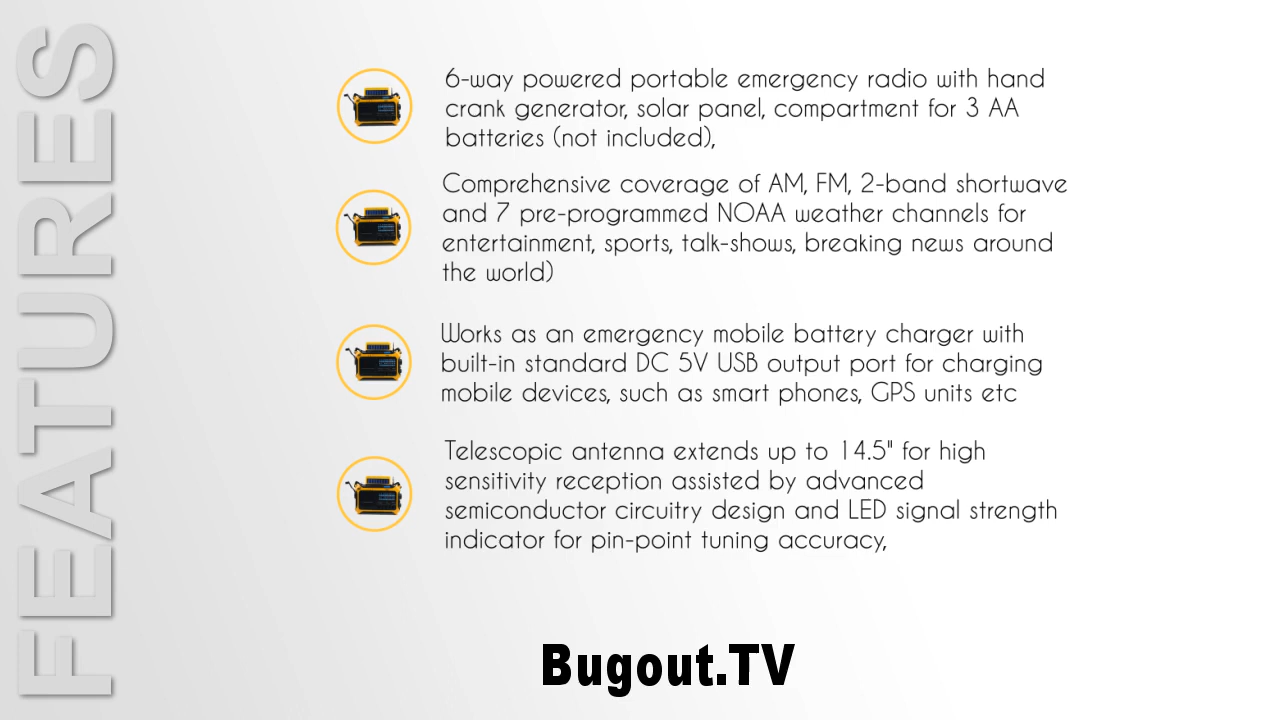 FEATURES
6-way powered portable emergency radio with hand
crank generator, solar panel, compartment for 3 AA
batteries (not included),
Comprehensive coverage of AM, FM, 2-band shortwave
and 7 pre-programmed NOAA weather channels for
entertainment, sports, talk-shows, breaking news around
the world)
Works as an emergency mobile battery charger with
built-in standard DC 5V USB output port for charging
mobile devices, such as smart phones, GPS units etc
Telescopic antenna extends up to 14.5" for high
sensitivity reception assisted by advanced
semiconductor circuitry design and LED signal strength
indicator for pin-point tuning accuracy,
Bugout.TV